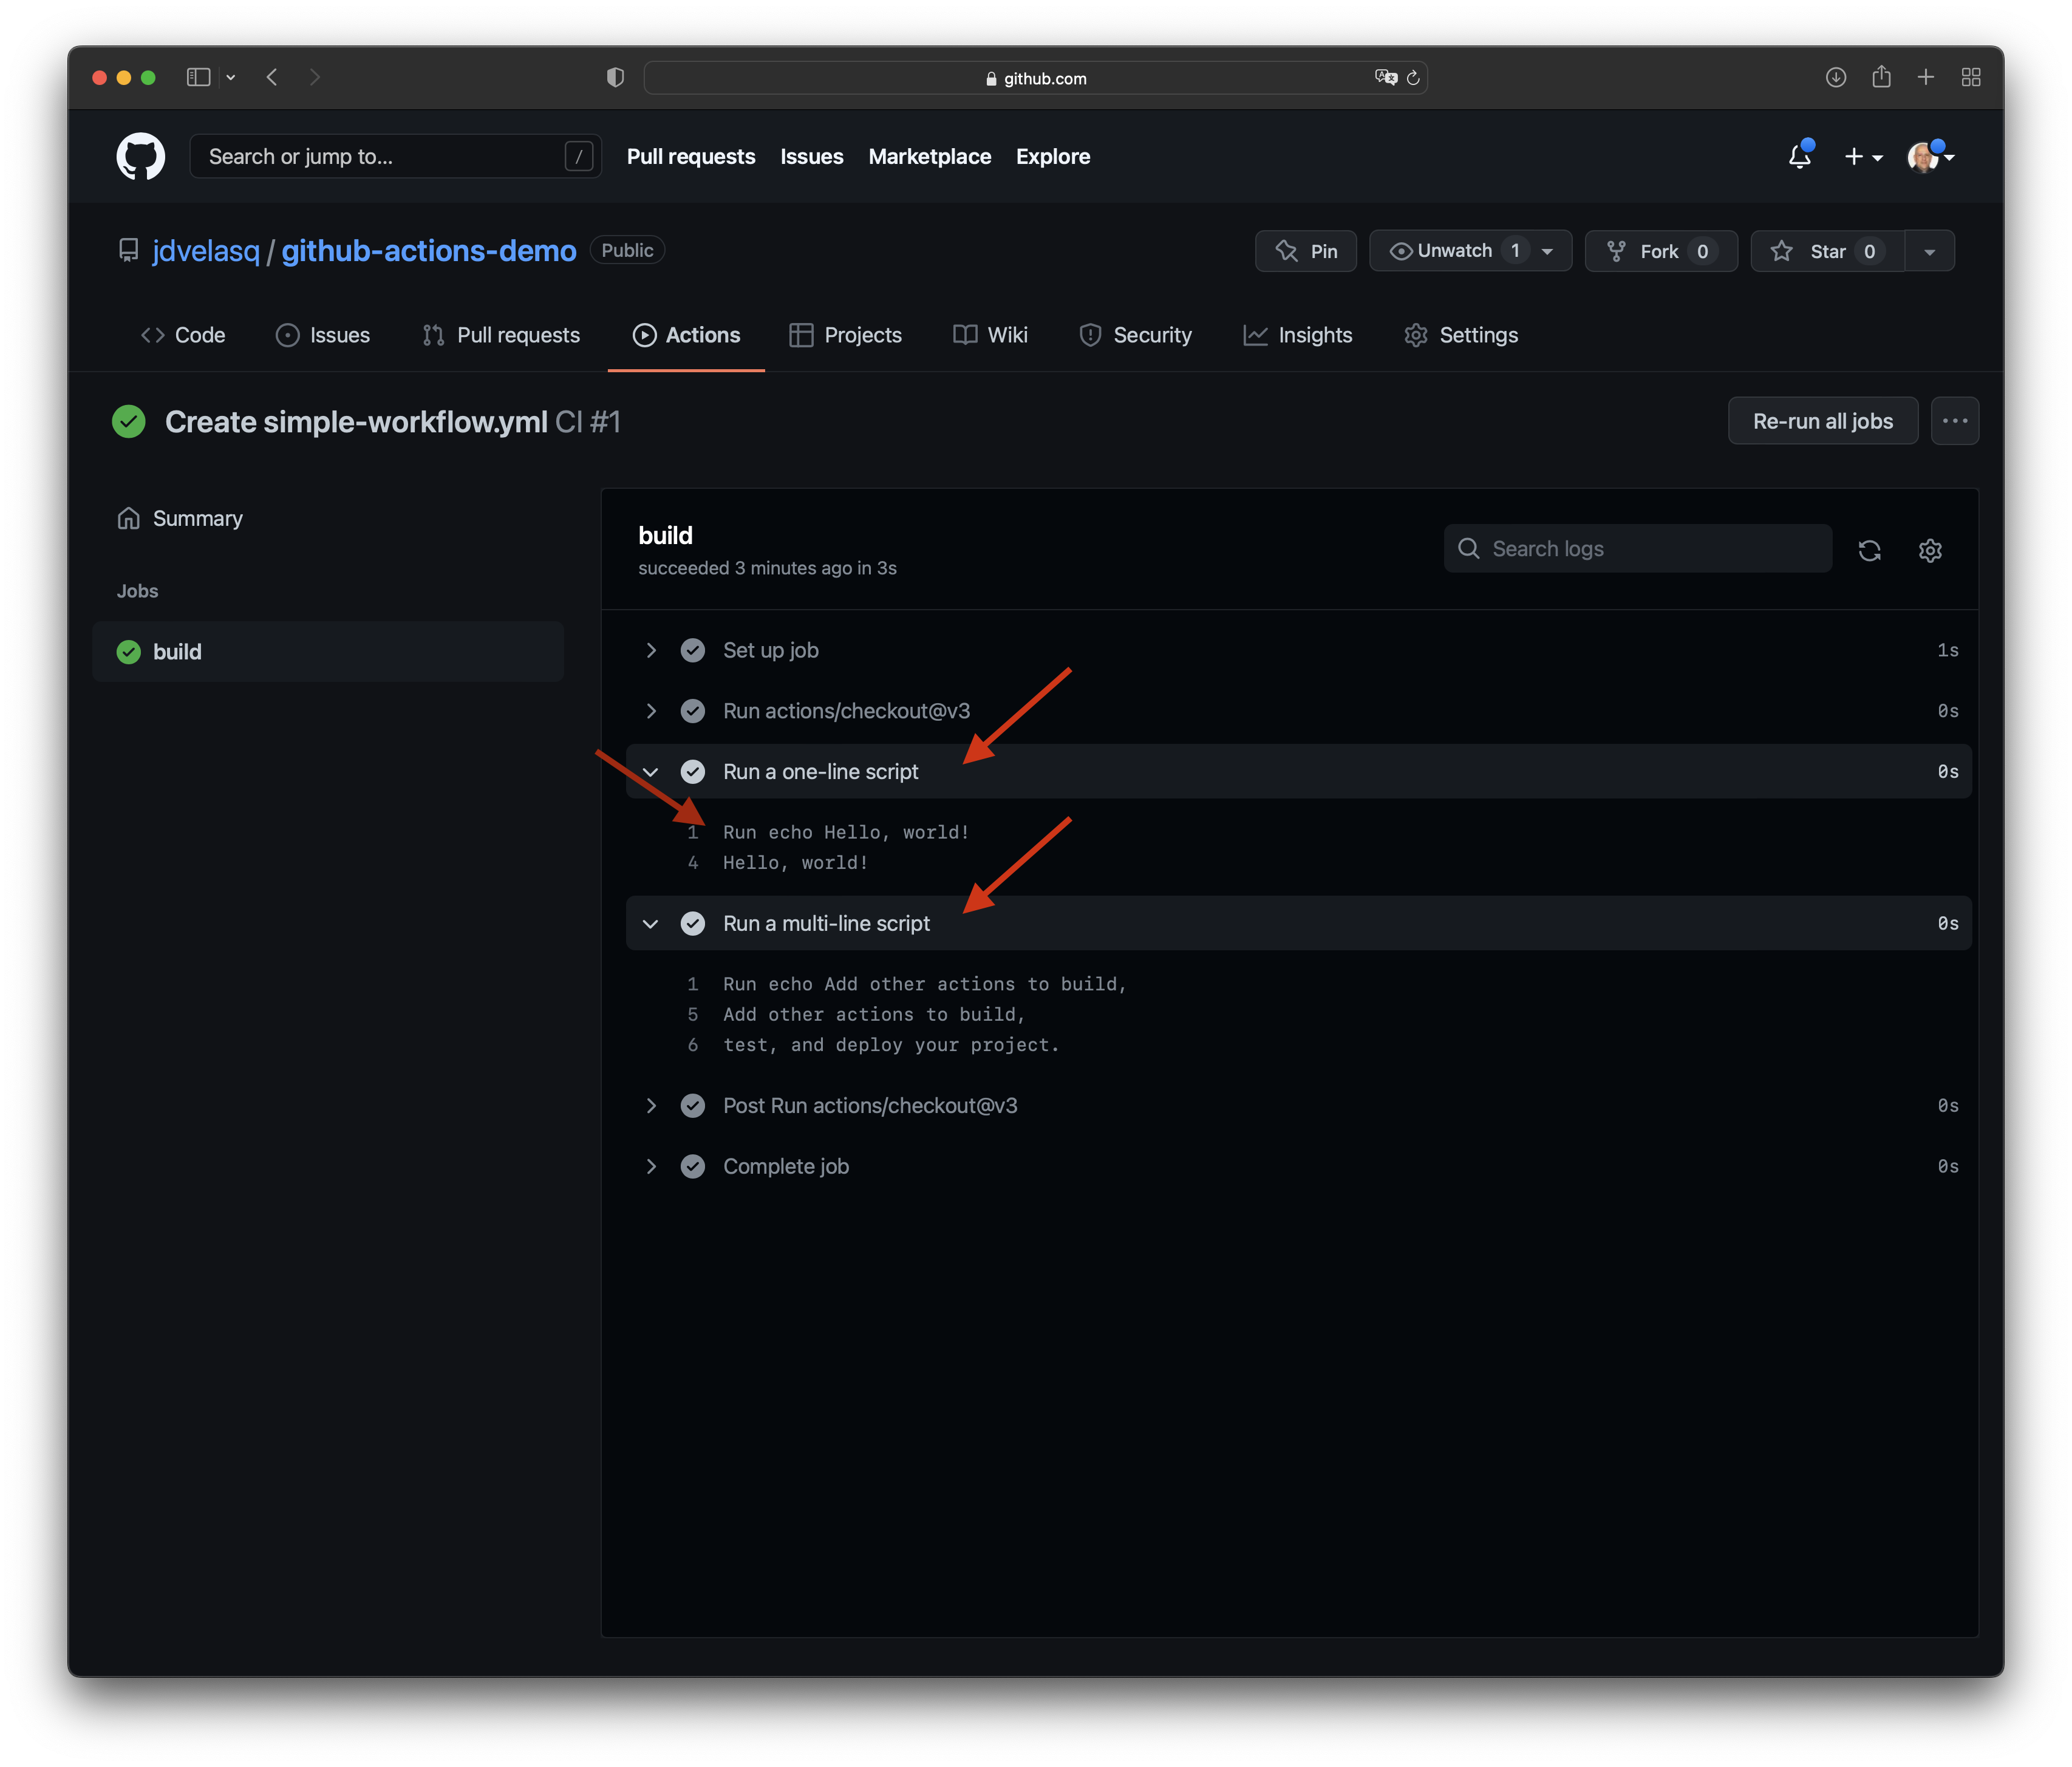 github.com
Search or jump to... /
Pull requests Issues Marketplace Explore
jdvelasq / github-actions-demo Public
Pin Unwatch 1 Fork 0 Star 0
Code Issues Pull requests Actions Projects Wiki Security Insights Settings
Create simple-workflow.yml CI #1
Re-run all jobs
Summary
Jobs
build
build
succeeded 3 minutes ago in 3s
Search logs
Set up job 1s
Run actions/checkout@v3 0s
Run a one-line script 0s
1 Run echo Hello, world!
4 Hello, world!
Run a multi-line script 0s
1 Run echo Add other actions to build,
5 Add other actions to build,
6 test, and deploy your project.
Post Run actions/checkout@v3 0s
Complete job 0s